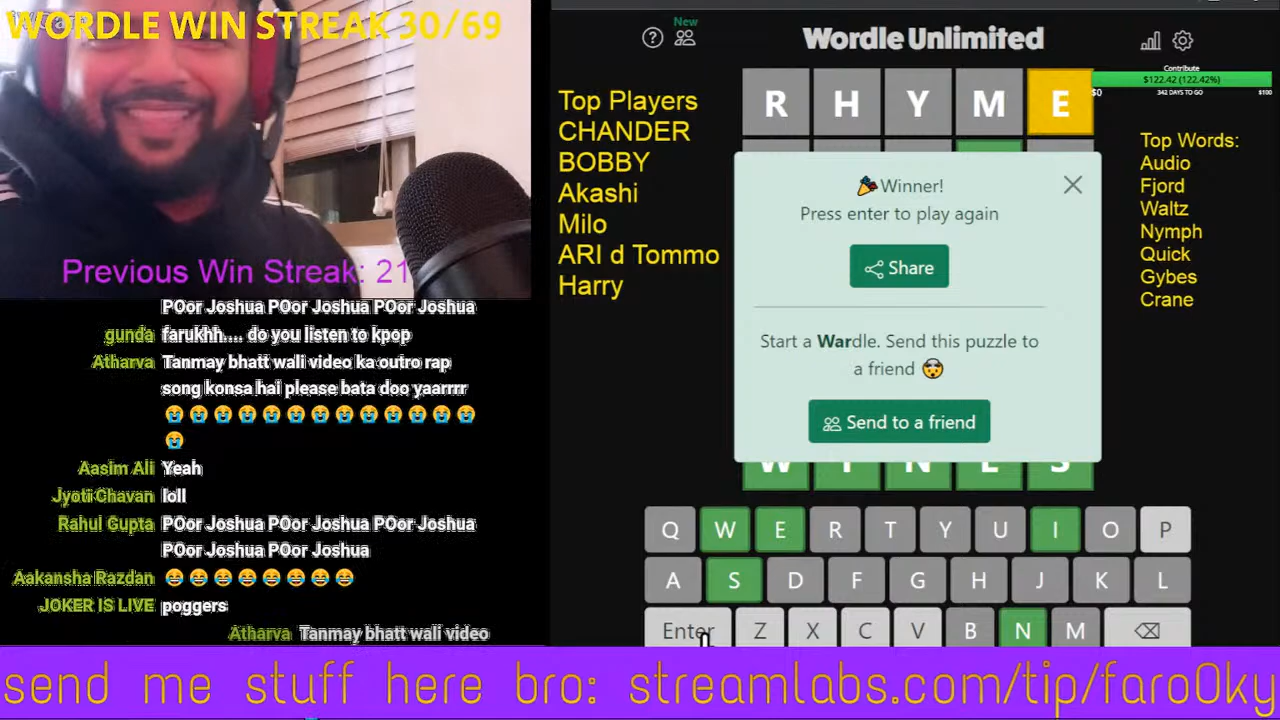 WORDLE WIN STREAK 30/69
Previous Win Streak: 21
POor Joshua POor Joshua POor Joshua
gunda farukhh.... do you listen to kpop
Atharva Tanmay bhatt wali video ka outro rap
song konsa hai please bata doo yaarrrr
😭😭😭😭😭😭😭😭😭😭😭😭😭
😭
Aasim Ali Yeah
Jyoti Chavan loll
Rahul Gupta POor Joshua POor Joshua POor Joshua
POor Joshua POor Joshua
Aakansha Razdan 😂😂😂😂😂😂😂😂
JOKER IS LIVE poggers
Atharva Tanmay bhatt wali video
New
Wordle Unlimited
Top Players
CHANDER
BOBBY
Akashi
Milo
ARI d Tommo
Harry
R H Y M E
🎉Winner!
Press enter to play again
Share
Start a Wardle. Send this puzzle to
a friend 🤯
Send to a friend
W I N E S
Q W E R T Y U I O P
A S D F G H J K L
Enter Z X C V B N M
Contribute
$122.42 (122.42%)
$0 342 DAYS TO GO $100
Top Words:
Audio
Fjord
Waltz
Nymph
Quick
Gybes
Crane
send me stuff here bro: streamlabs.com/tip/faro0ky